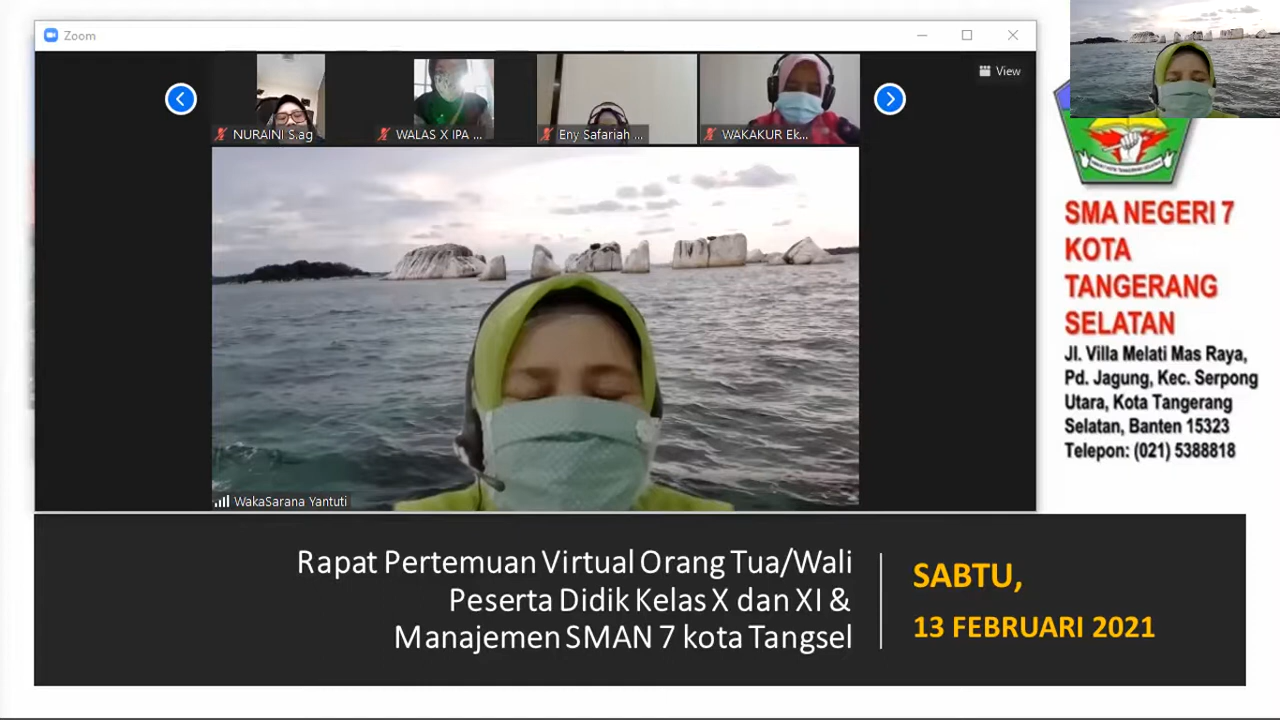 Zoom
View
NURAINI S.ag
WALAS X IPA ...
Eny Safariah ...
WAKAKUR Ek...
WakaSarana Yantuti
SMA NEGERI 7
KOTA
TANGERANG
SELATAN
Jl. Villa Melati Mas Raya,
Pd. Jagung, Kec. Serpong
Utara, Kota Tangerang
Selatan, Banten 15323
Telepon: (021) 5388818
Rapat Pertemuan Virtual Orang Tua/Wali
Peserta Didik Kelas X dan XI &
Manajemen SMAN 7 kota Tangsel
SABTU,
13 FEBRUARI 2021